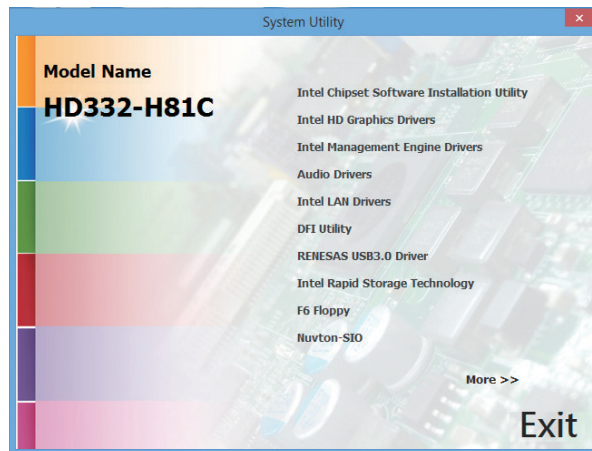 System Utility
Model Name
HD332-H81C
Intel Chipset Software Installation Utility
Intel HD Graphics Drivers
Intel Management Engine Drivers
Audio Drivers
Intel LAN Drivers
DFI Utility
RENESAS USB3.0 Driver
Intel Rapid Storage Technology
F6 Floppy
Nuvton-SIO
More >>
Exit